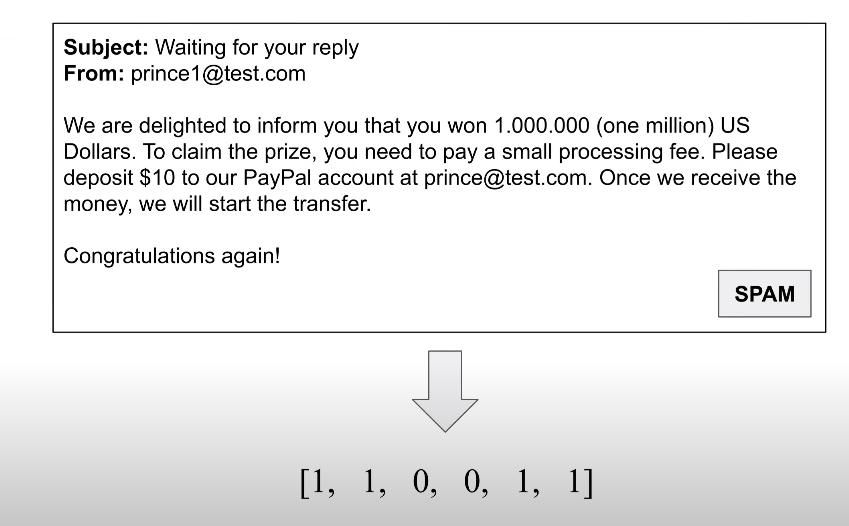 Subject: Waiting for your reply
From: prince1@test.com
We are delighted to inform you that you won 1.000.000 (one million) US
Dollars. To claim the prize, you need to pay a small processing fee. Please
deposit $10 to our PayPal account at prince@test.com. Once we receive the
money, we will start the transfer.
Congratulations again!
SPAM
[1, 1, 0, 0, 1, 1]